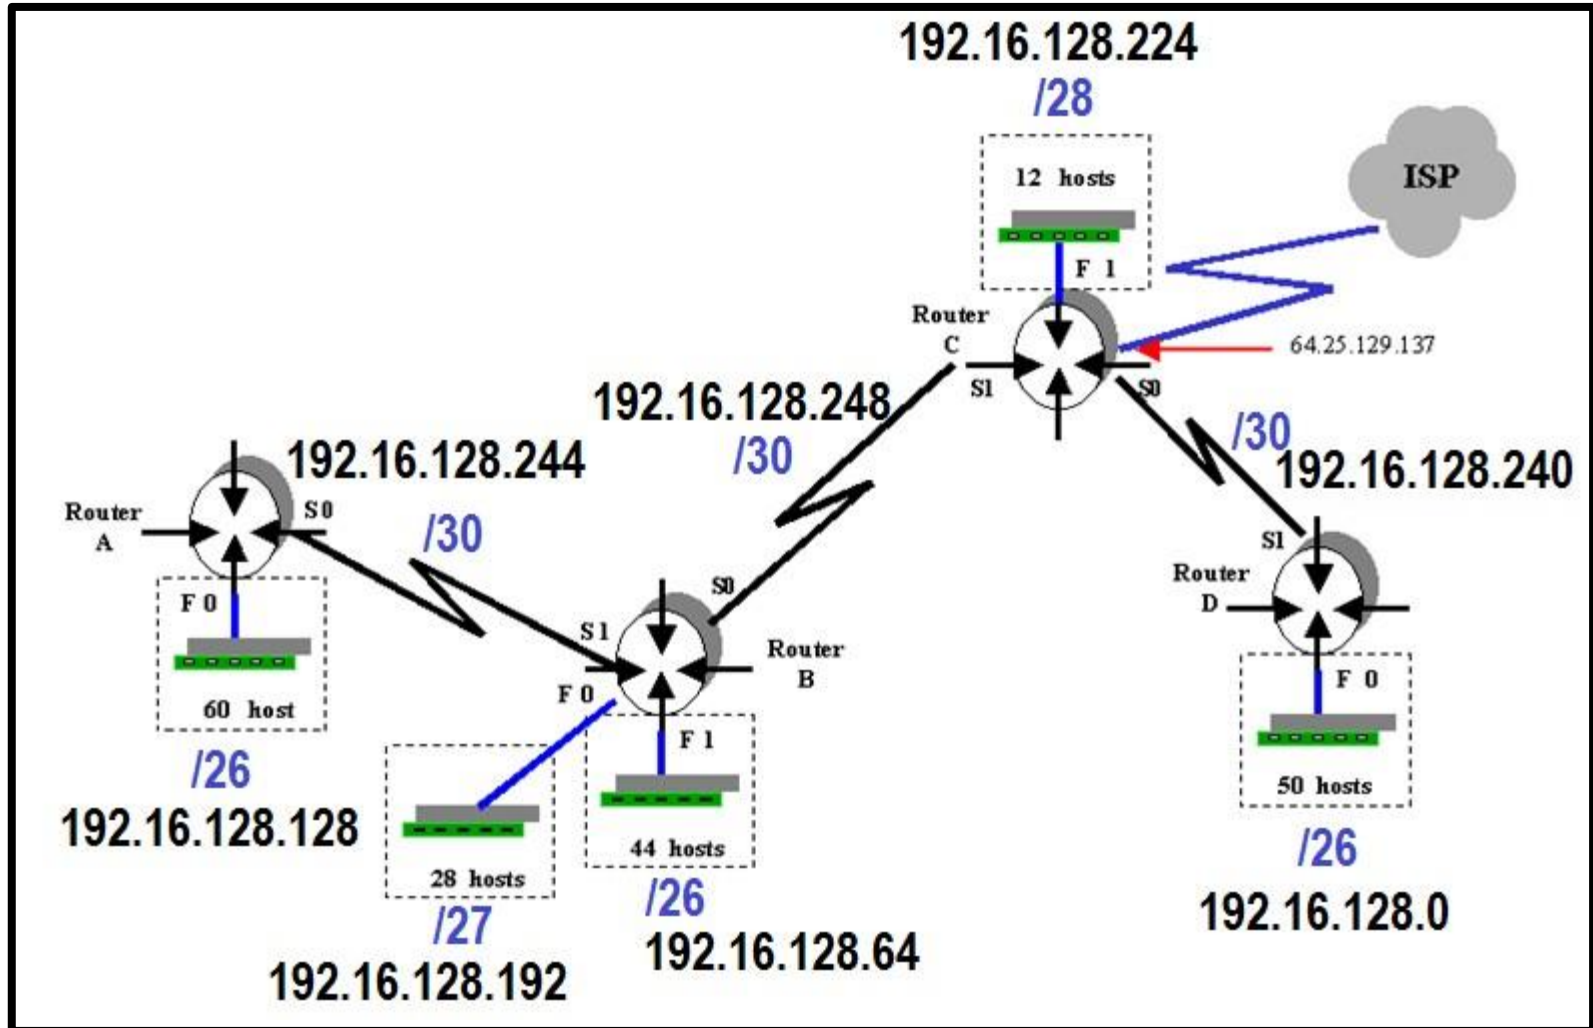 192.16.128.224
/28
12 hosts
F 1
ISP
Router
C
S1
S0
64.25.129.137
192.16.128.248
/30
/30
192.16.128.240
192.16.128.244
/30
Router
A
S0
F 0
60 host
/26
192.16.128.128
S0
S1
F 0
Router
B
F 1
28 hosts
/27
192.16.128.192
44 hosts
/26
192.16.128.64
S1
Router
D
F 0
50 hosts
/26
192.16.128.0